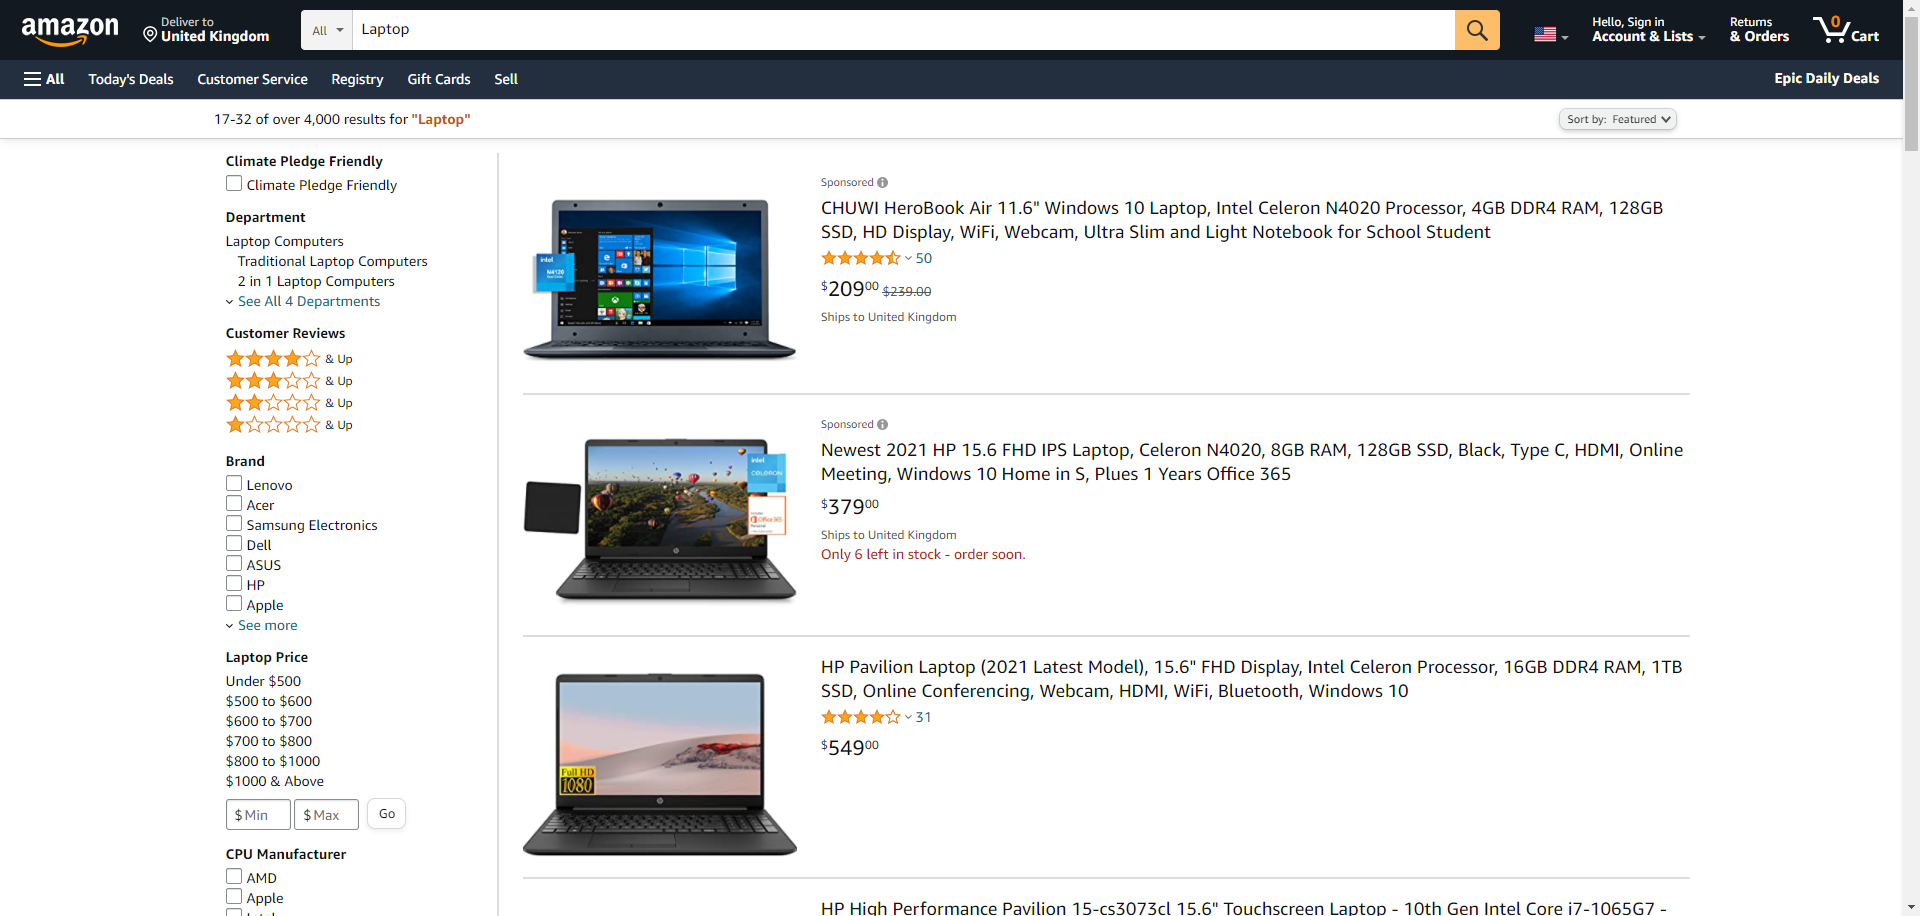 amazon
Deliver to
United Kingdom
All
Laptop
Hello, Sign in
Account & Lists
Returns
& Orders
0
Cart
All
Today's Deals
Customer Service
Registry
Gift Cards
Sell
Epic Daily Deals
17-32 of over 4,000 results for "Laptop"
Sort by: Featured
Climate Pledge Friendly
Climate Pledge Friendly
Department
Laptop Computers
Traditional Laptop Computers
2 in 1 Laptop Computers
See All 4 Departments
Customer Reviews
& Up
& Up
& Up
& Up
Brand
Lenovo
Acer
Samsung Electronics
Dell
ASUS
HP
Apple
See more
Laptop Price
Under $500
$500 to $600
$600 to $700
$700 to $800
$800 to $1000
$1000 & Above
$ Min
$ Max
Go
CPU Manufacturer
AMD
Apple
intel
N4120
Sponsored
CHUWI HeroBook Air 11.6" Windows 10 Laptop, Intel Celeron N4020 Processor, 4GB DDR4 RAM, 128GB
SSD, HD Display, WiFi, Webcam, Ultra Slim and Light Notebook for School Student
50
$209.00 $239.00
Ships to United Kingdom
intel
CELERON
Office 365
Sponsored
Newest 2021 HP 15.6 FHD IPS Laptop, Celeron N4020, 8GB RAM, 128GB SSD, Black, Type C, HDMI, Online
Meeting, Windows 10 Home in S, Plues 1 Years Office 365
$379.00
Ships to United Kingdom
Only 6 left in stock - order soon.
Full HD
1080
HP Pavilion Laptop (2021 Latest Model), 15.6" FHD Display, Intel Celeron Processor, 16GB DDR4 RAM, 1TB
SSD, Online Conferencing, Webcam, HDMI, WiFi, Bluetooth, Windows 10
31
$549.00
HP High Performance Pavilion 15-cs3073cl 15.6" Touchscreen Laptop - 10th Gen Intel Core i7-1065G7 -